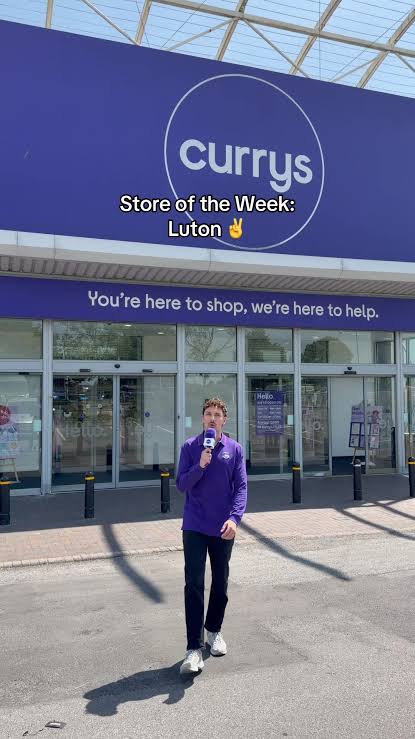 currys
Store of the Week:
Luton ✌️
You're here to shop, we're here to help.
Hello.